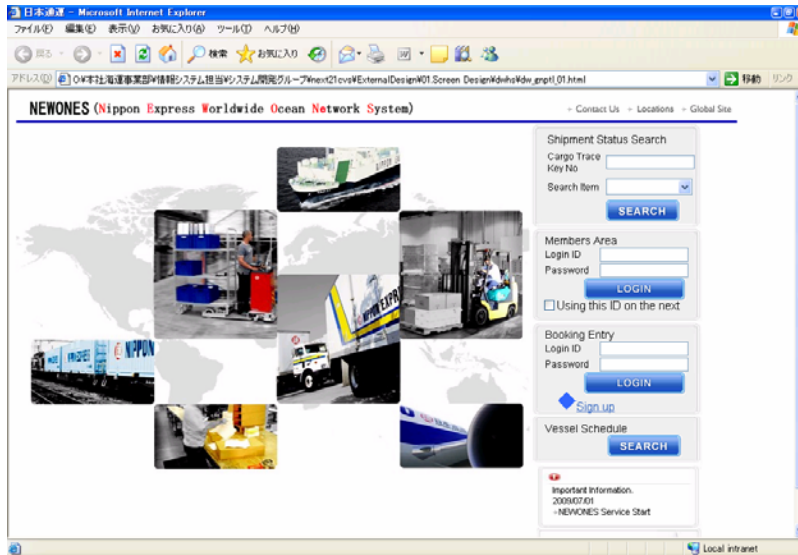 日本通運 - Microsoft Internet Explorer
ファイル(F) 編集(E) 表示(V) お気に入り(A) ツール(T) ヘルプ(H)
戻る 検索 お気に入り
アドレス(D) O:¥本社海運事業部¥情報システム担当¥システム開発グループ¥next21cvs¥ExternalDesign¥01.Screen Design¥dwhs¥dw_gnptl_01.html 移動 リンク
NEWONES (Nippon Express Worldwide Ocean Network System)
Contact Us Locations Global Site
Shipment Status Search
Cargo Trace
Key No
Search Item
SEARCH
Members Area
Login ID
Password
LOGIN
Using this ID on the next
Booking Entry
Login ID
Password
LOGIN
Sign up
Vessel Schedule
SEARCH
Important Information.
2009/07/01
-NEWONES Service Start
NIPPON
NIPPON EXPR
Local intranet